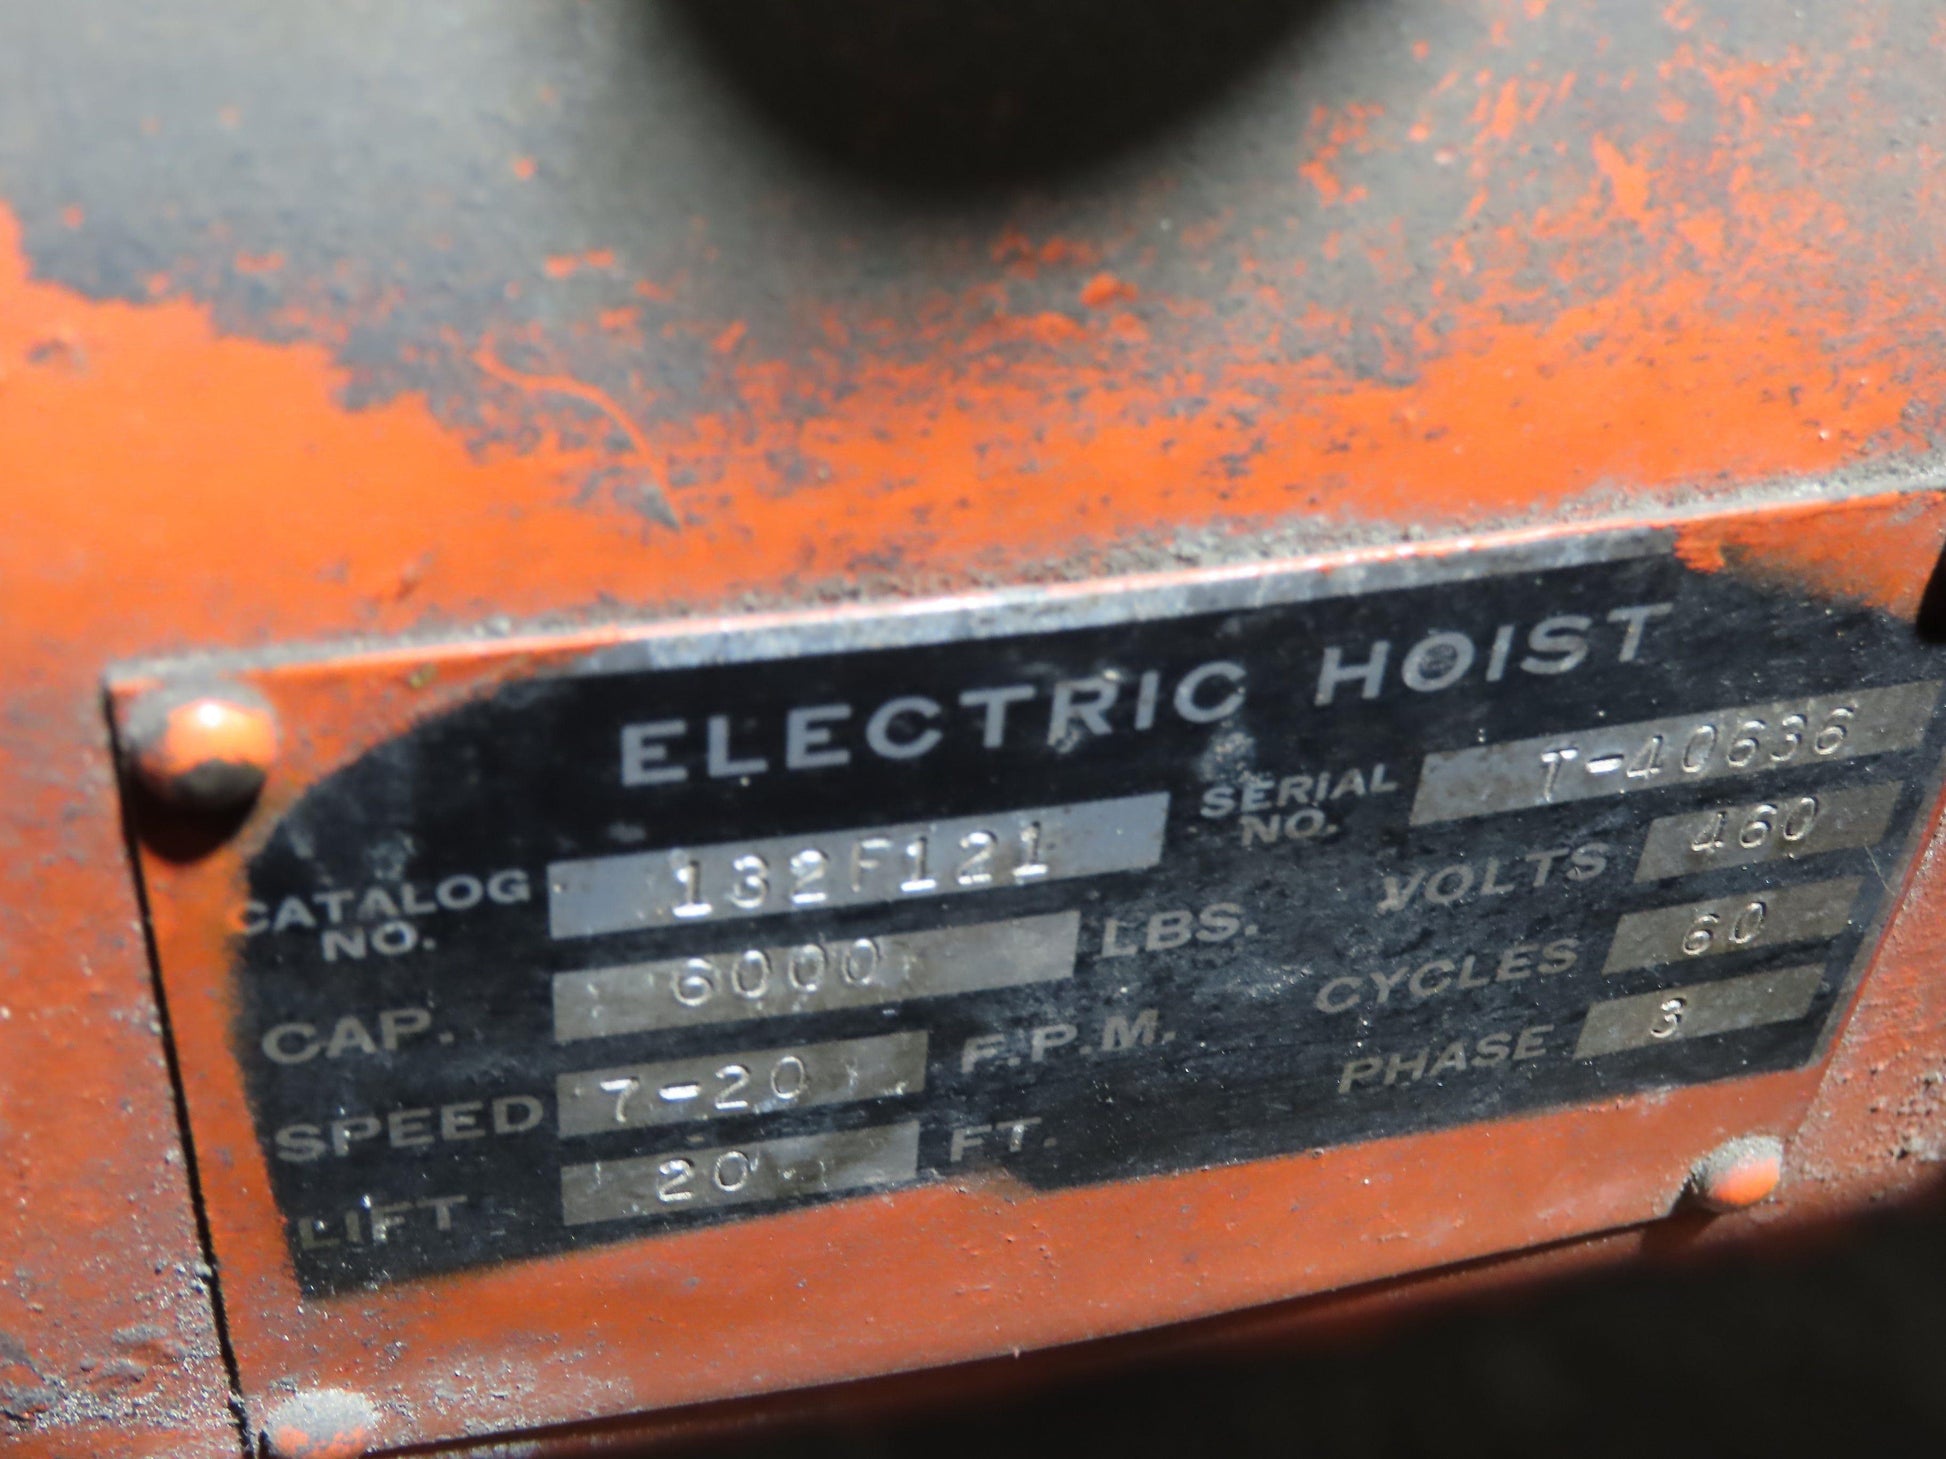 ELECTRIC HOIST
CATALOG NO. 132F121 SERIAL NO. T-40636
CAP. 6000 LBS. VOLTS 460
SPEED 7-20 F.P.M. CYCLES 60
LIFT 20 FT. PHASE 3